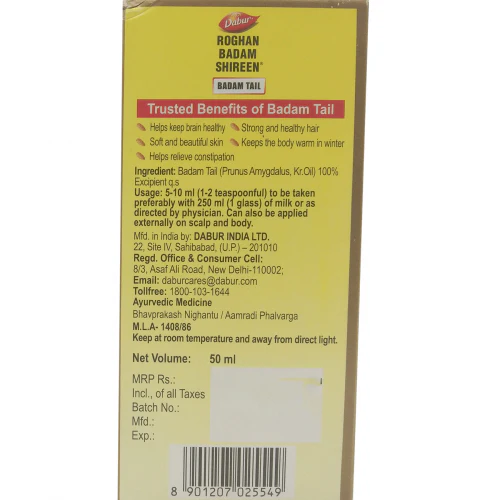 Dabur
ROGHAN
BADAM
SHIREEN®
BADAM TAIL
Trusted Benefits of Badam Tail
Helps keep brain healthy Strong and healthy hair
Soft and beautiful skin Keeps the body warm in winter
Helps relieve constipation
Ingredient: Badam Tail (Prunus Amygdalus, Kr.Oil) 100%
Excipient q.s
Usage: 5-10 ml (1-2 teaspoonful) to be taken
preferably with 250 ml (1 glass) of milk or as
directed by physician. Can also be applied
externally on scalp and body.
Mfd. in India by: DABUR INDIA LTD.
22, Site IV, Sahibabad, (U.P.) – 201010
Regd. Office & Consumer Cell:
8/3, Asaf Ali Road, New Delhi-110002;
Email: daburcares@dabur.com
Tollfree: 1800-103-1644
Ayurvedic Medicine
Bhavprakash Nighantu / Aamradi Phalvarga
M.L.A- 1408/86
Keep at room temperature and away from direct light.
Net Volume: 50 ml
MRP Rs.:
Incl., of all Taxes
Batch No.:
Mfd.:
Exp.:
8 901207 025549